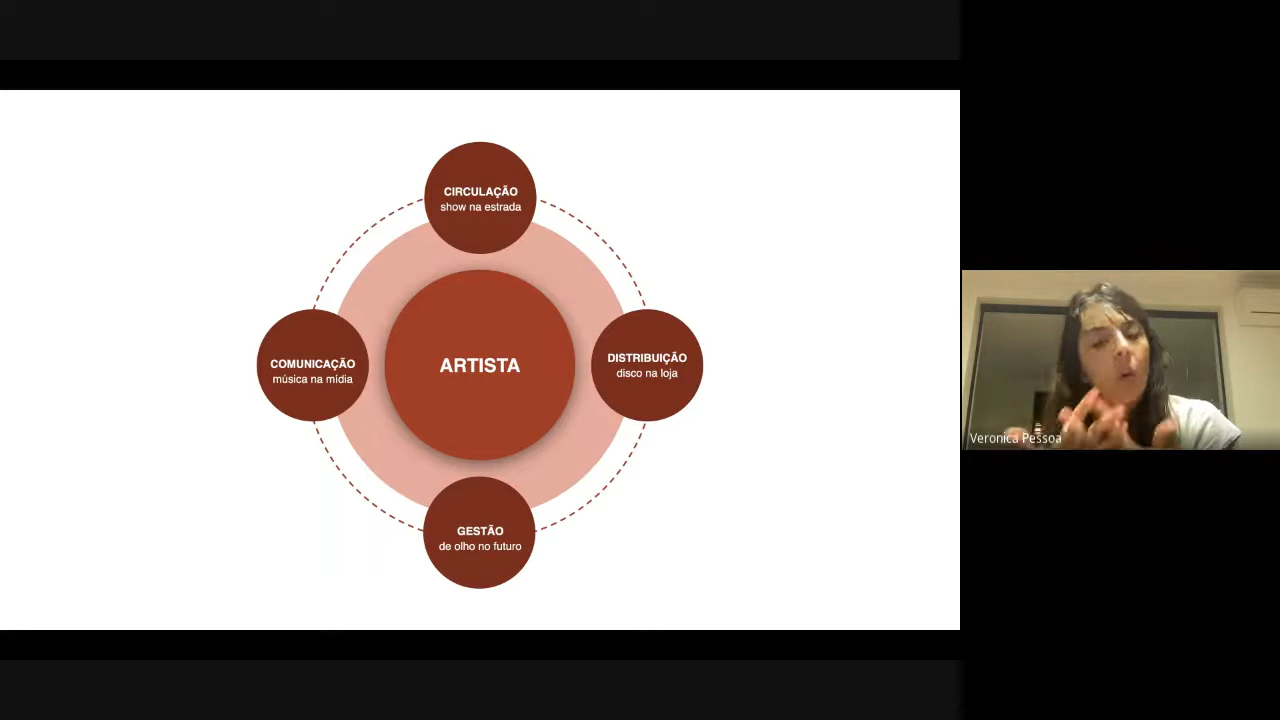 CIRCULAÇÃO
show na estrada
COMUNICAÇÃO
música na mídia
ARTISTA
DISTRIBUIÇÃO
disco na loja
GESTÃO
de olho no futuro
Veronica Pessoa